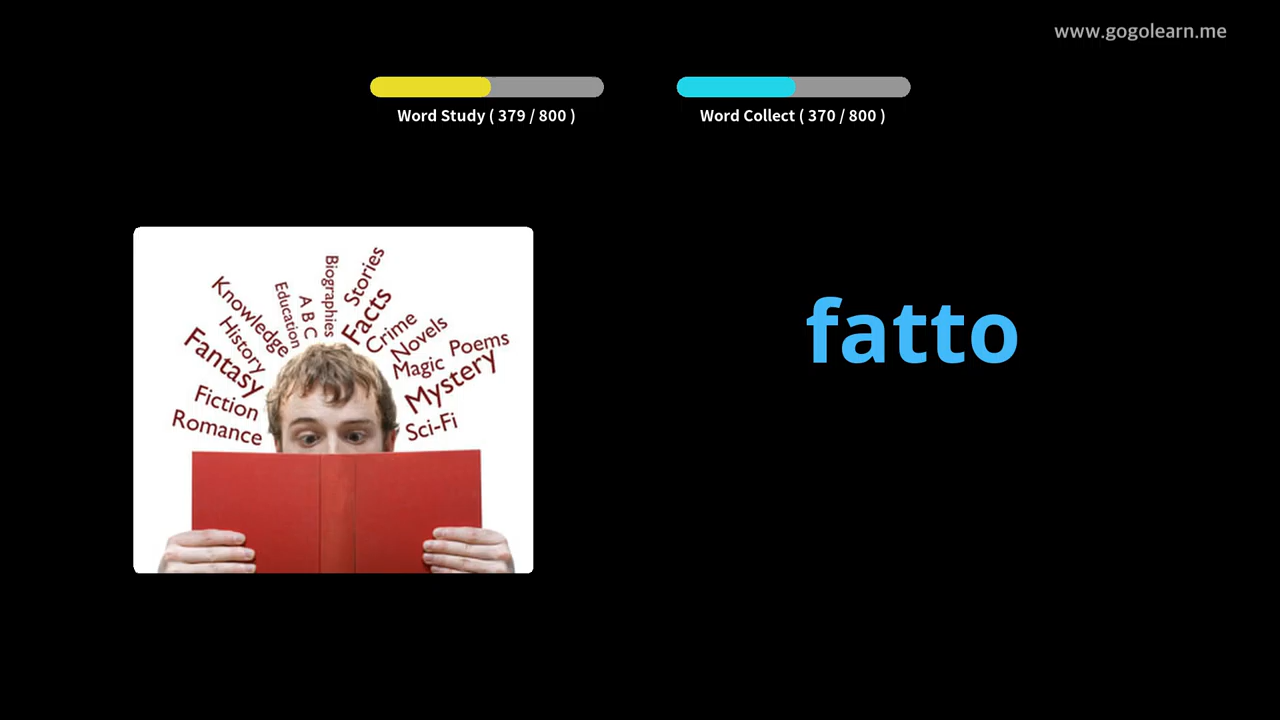 www.gogolearn.me
Word Study ( 379 / 800 )
Word Collect ( 370 / 800 )
fatto
Stories
Biographies
Facts
Education
A B C
Knowledge
Crime
History
Novels
Poems
Fantasy
Magic
Mystery
Fiction
Sci-Fi
Romance